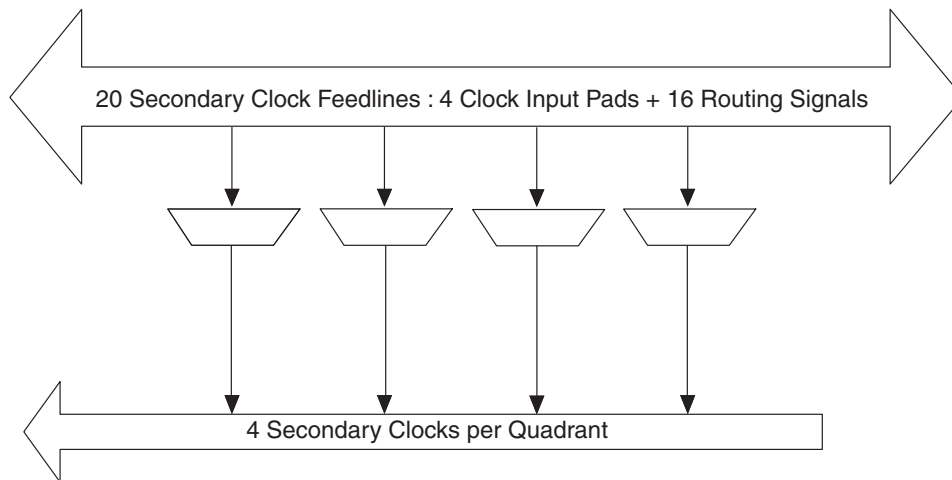 20 Secondary Clock Feedlines : 4 Clock Input Pads + 16 Routing Signals
4 Secondary Clocks per Quadrant